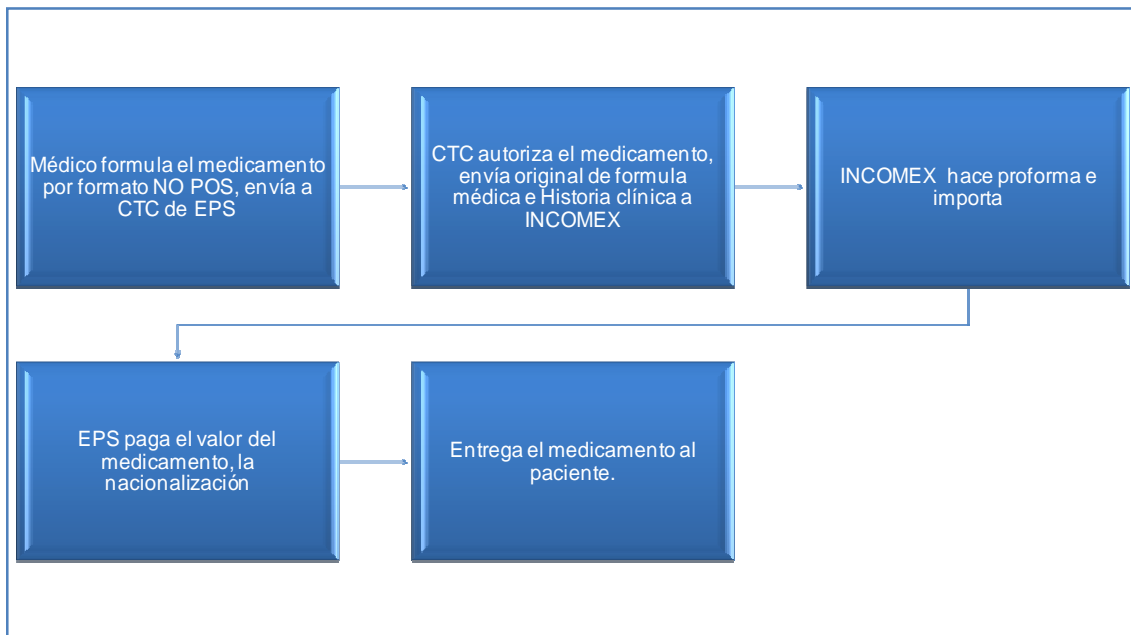 Médico formula el medicamento
por formato NO POS, envía a
CTC de EPS
CTC autoriza el medicamento,
envía original de formula
médica e Historia clínica a
INCOMEX
INCOMEX hace proforma e
importa
EPS paga el valor del
medicamento, la
nacionalización
Entrega el medicamento al
paciente.